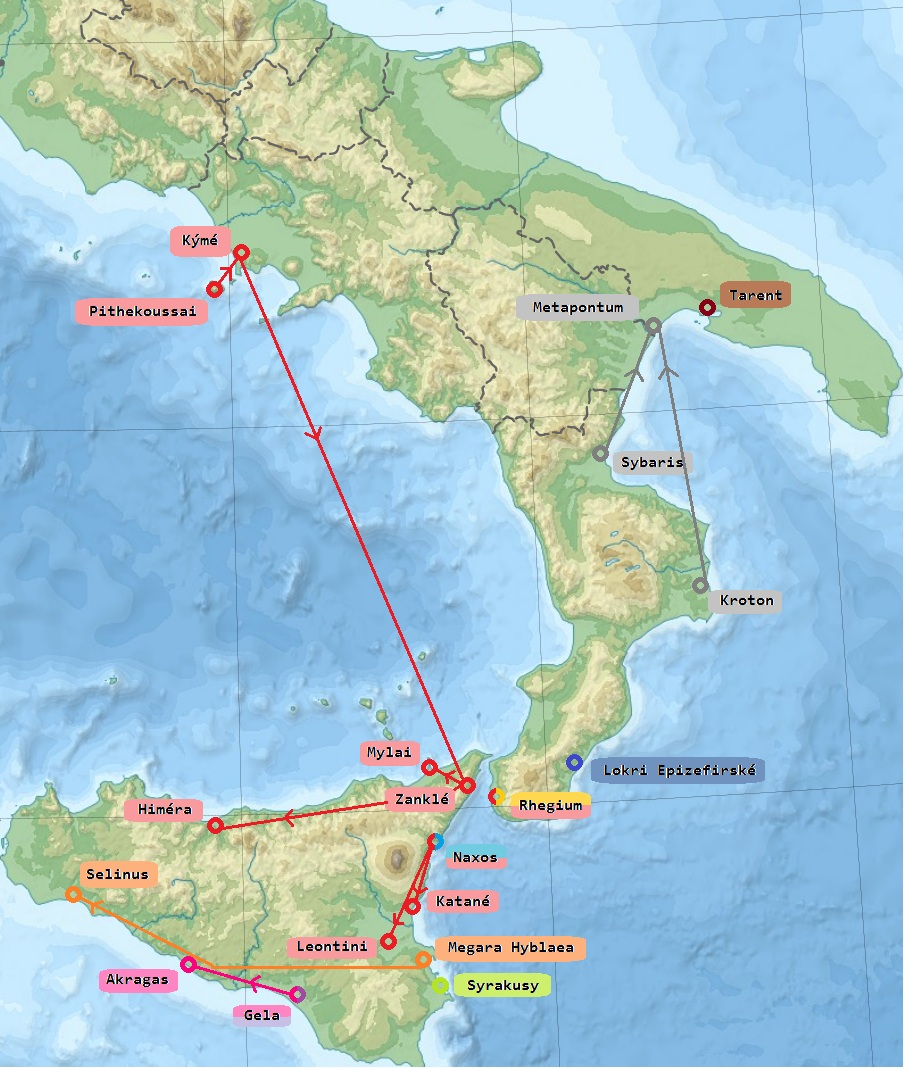 Kýmé
Pithekoussai
Tarent
Metapontum
Sybaris
Kroton
Mylai
Lokri Epizefirské
Zanklé
Rhegium
Himéra
Naxos
Selinus
Katané
Leontini
Megara Hyblaea
Akragas
Syrakusy
Gela